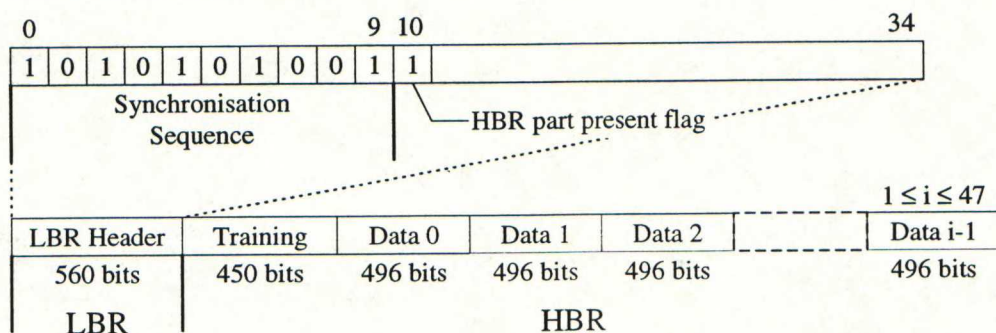 0 9 10 34
1 0 1 0 1 0 1 0 0 1 1
Synchronisation
Sequence
HBR part present flag
1 ≤ i ≤ 47
LBR Header Training Data 0 Data 1 Data 2 Data i-1
560 bits 450 bits 496 bits 496 bits 496 bits 496 bits
LBR HBR